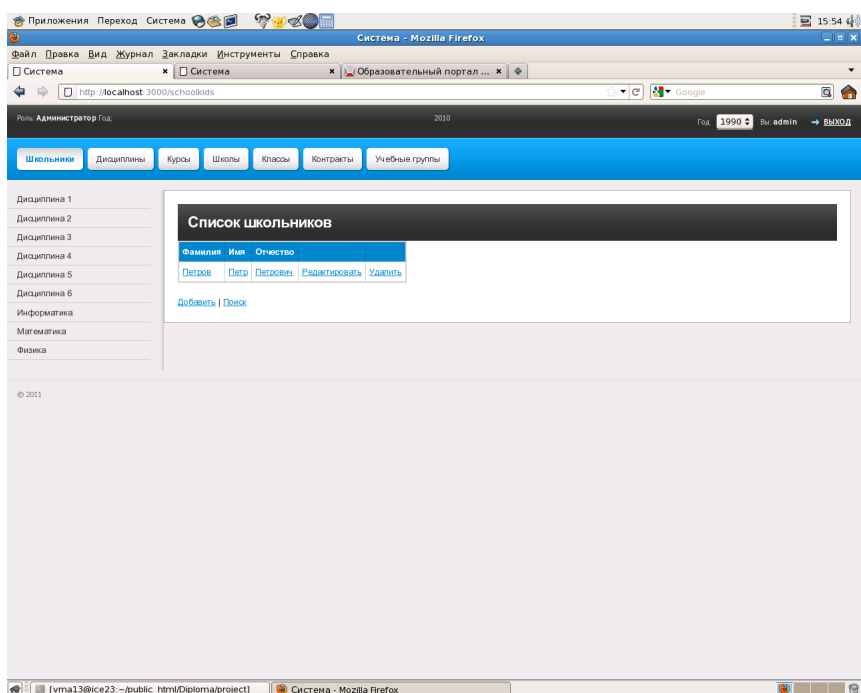 Приложения Переход Система 15:54
Система - Mozilla Firefox
Файл Правка Вид Журнал Закладки Инструменты Справка
Система Система Образовательный портал ...
http://localhost:3000/schoolkids Google
Роль: Администратор Год: 2010 Год 1990 Вы: admin → ВЫХОД
Школьники Дисциплины Курсы Школы Классы Контракты Учебные группы
Дисциплина 1
Дисциплина 2
Дисциплина 3
Дисциплина 4
Дисциплина 5
Дисциплина 6
Информатика
Математика
Физика
Список школьников
Фамилия Имя Отчество
Петров Петр Петрович Редактировать Удалить
Добавить | Поиск
© 2011
[vma13@ice23:~/public_html/Diploma/project] Система - Mozilla Firefox